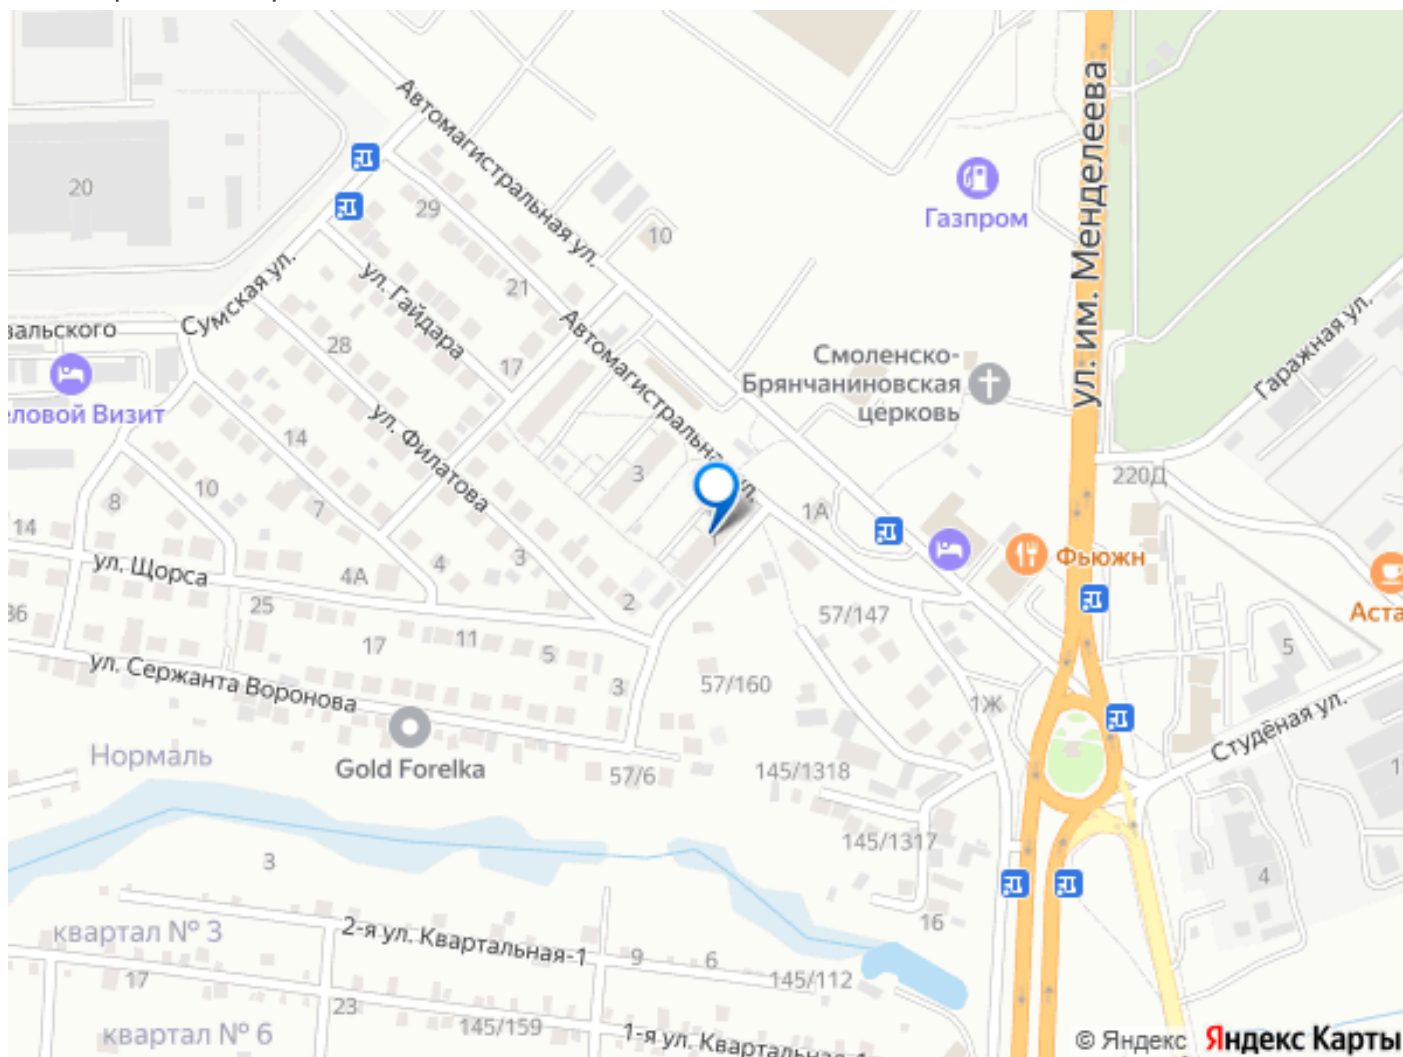 Автомагистральная ул.
ул. им. Менделеева
20
29
10
Газпром
21
Сумская ул.
ул. Гайдара
Автомагистральная ул.
Гаражная ул.
вальского
28
17
Смоленско-
Брянчаниновская
церковь
еловой Визит
14
ул. Филатова
3
220Д
8
10
7
1А
14
1
Фьюжн
ул. Щорса
4А
4
3
2
Аста
36
25
17
11
5
57/147
5
ул. Сержанта Воронова
3
57/160
1Ж
Студёная ул.
Нормаль
Gold Forelka
57/6
145/1318
1
145/1317
3
4
квартал № 3
2-я ул. Квартальная-1
16
17
9
6
145/112
23
квартал № 6
145/159
1-я ул. Квартальная-1
© Яндекс Яндекс Карты